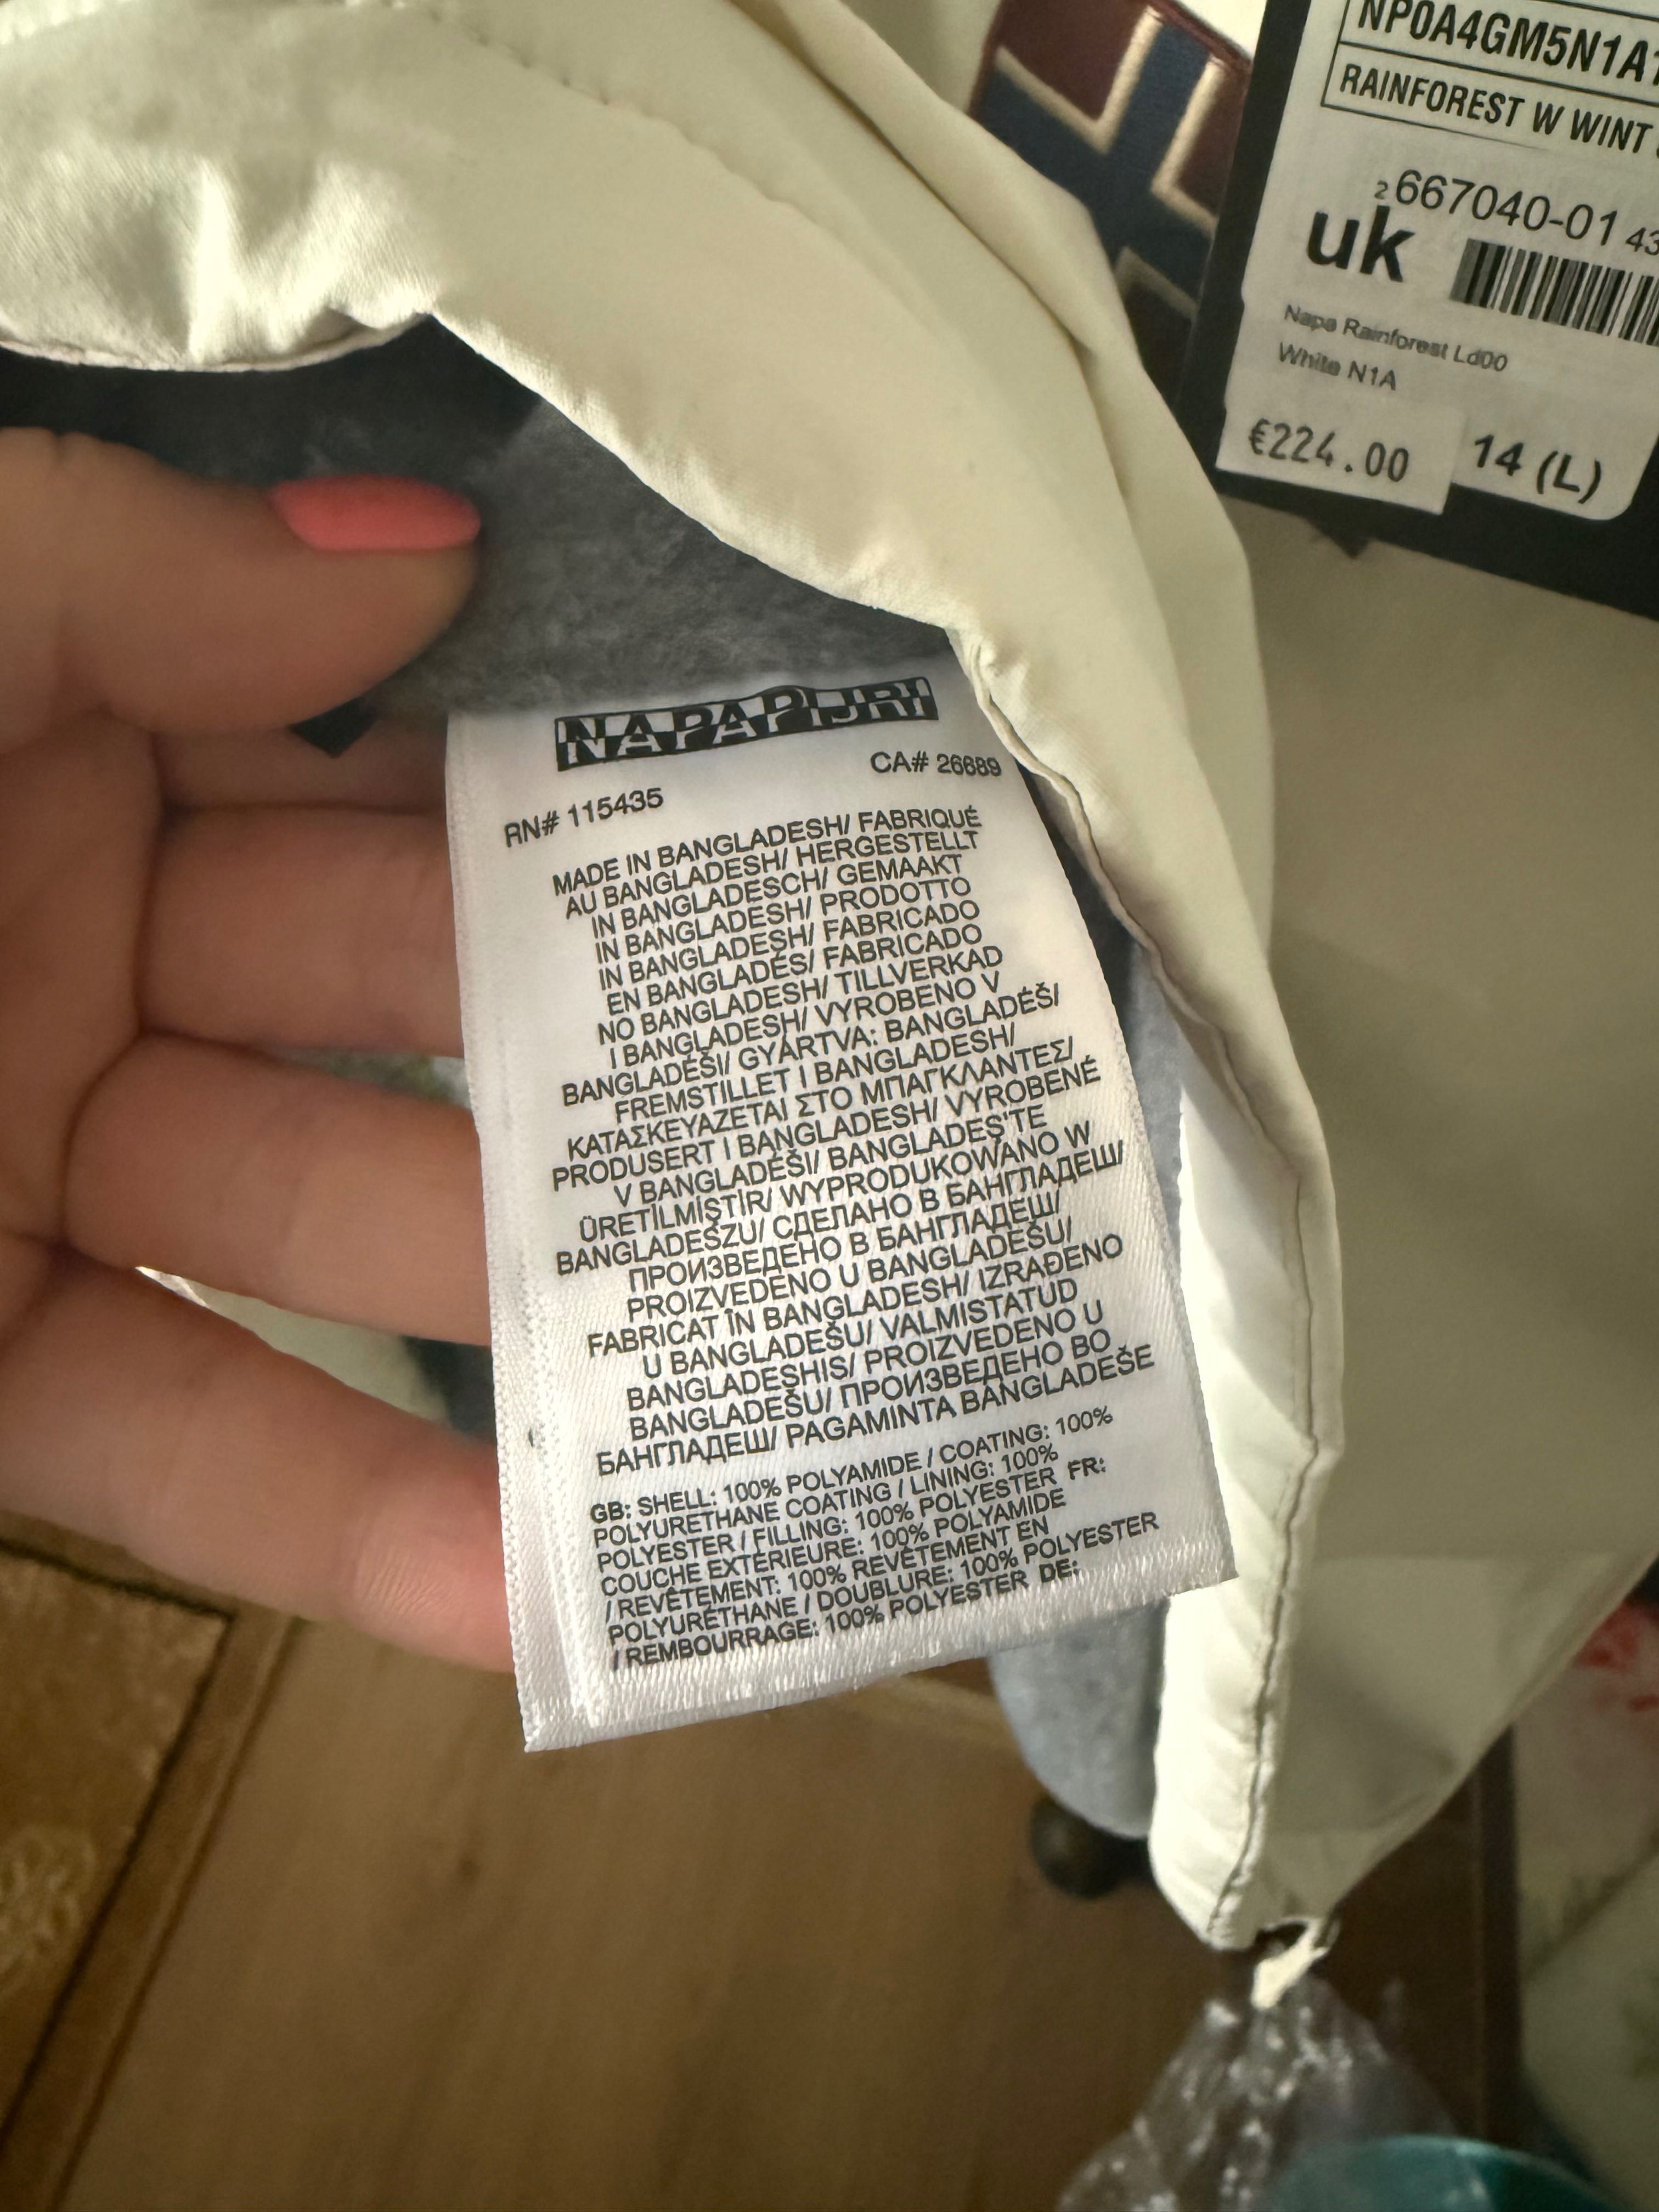 NP0A4GM5N1A1
RAINFOREST W WINT
2 667040-01 43
uk
Napa Rainforest Ld00
White N1A
€224.00 14 (L)
NAPAPIJRI
CA# 26689
RN# 115435
MADE IN BANGLADESH/ FABRIQUÉ
AU BANGLADESH/ HERGESTELLT
IN BANGLADESCH/ GEMAAKT
IN BANGLADESH/ PRODOTTO
IN BANGLADESH/ FABRICADO
EN BANGLADÉS/ FABRICADO
NO BANGLADESH/ TILLVERKAD
I BANGLADESH/ VYROBENO V
BANGLADÉŠI/ GYÁRTVA: BANGLADÉŠ/
FREMSTILLET I BANGLADESH/
ΚΑΤΑΣΚΕΥΑΖΕΤΑΙ ΣΤΟ ΜΠΑΓΚΛΑΝΤΕΣ/
PRODUSERT I BANGLADESH/ VYROBENÉ
V BANGLADÉŠI/ BANGLADEŞ'TE
ÜRETİLMİŞTİR/ WYPRODUKOWANO W
BANGLADESZU/ СДЕЛАНО В БАНГЛАДЕШ/
ПРОИЗВЕДЕНО В БАНГЛАДЕШ/
PROIZVEDENO U BANGLADEŠU/
FABRICAT ÎN BANGLADESH/ IZRAĐENO
U BANGLADEŠU/ VALMISTATUD
BANGLADESHIS/ PROIZVEDENO U
BANGLADEŠU/ ПРОИЗВЕДЕНО ВО
БАНГЛАДЕШ/ PAGAMINTA BANGLADEŠE
GB: SHELL: 100% POLYAMIDE / COATING: 100%
POLYURETHANE COATING / LINING: 100%
POLYESTER / FILLING: 100% POLYESTER FR:
COUCHE EXTÉRIEURE: 100% POLYAMIDE
/ REVÊTEMENT: 100% REVÊTEMENT EN
POLYURÉTHANE / DOUBLURE: 100% POLYESTER
/ REMBOURRAGE: 100% POLYESTER DE: